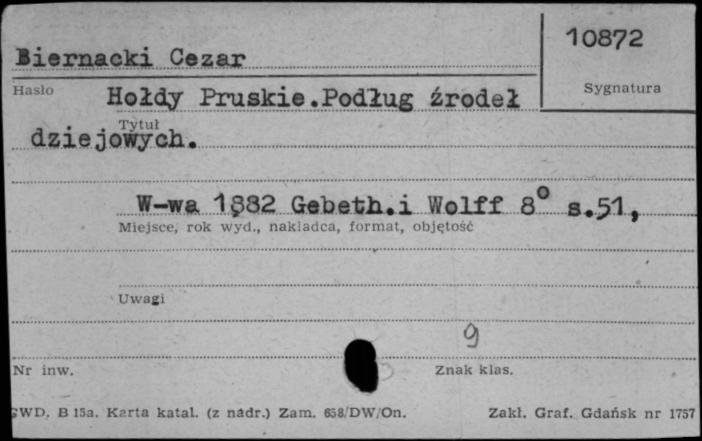 10872
Biernacki Cezar
Hasło
Sygnatura
Hołdy Pruskie.Podług źrodeł
Tytuł
dziejowych.
W-wa 1882 Gebeth.i Wolff 8° s.51,
Miejsce, rok wyd., nakładca, format, objętość
Uwagi
9
Nr inw.
Znak klas.
GWD. B 15a. Karta katal. (z nadr.) Zam. 658/DW/On. Zakł. Graf. Gdańsk nr 1757